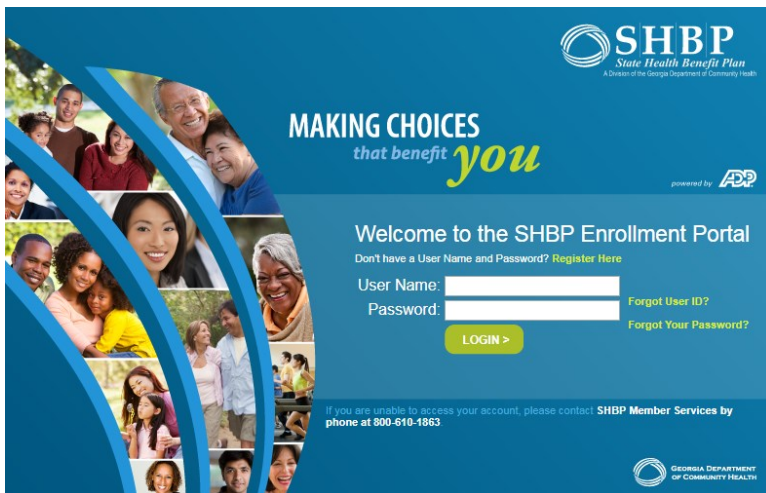 SHBP
State Health Benefit Plan
A Division of the Georgia Department of Community Health
MAKING CHOICES
that benefit you
powered by ADP
Welcome to the SHBP Enrollment Portal
Don't have a User Name and Password? Register Here
User Name:
Password:
Forgot User ID?
Forgot Your Password?
LOGIN >
If you are unable to access your account, please contact SHBP Member Services by
phone at 800-610-1863.
GEORGIA DEPARTMENT
OF COMMUNITY HEALTH